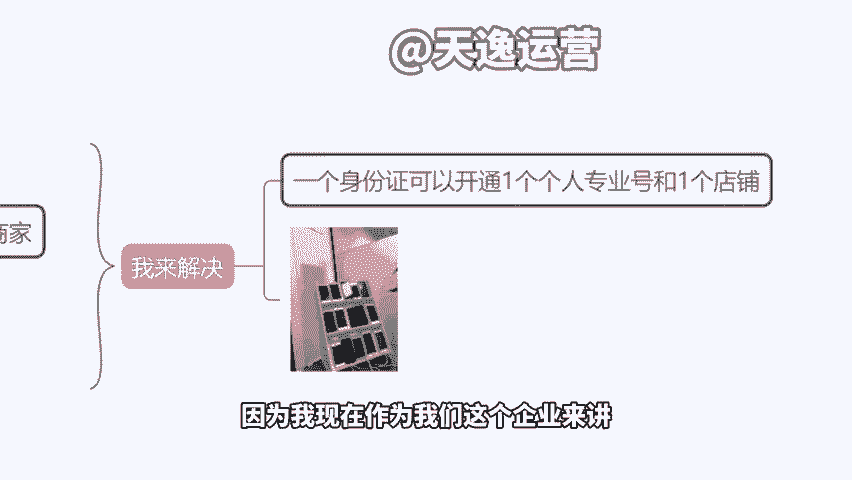 @天逸运营
一个身份证可以开通1个个人专业号和1个店铺
商家
我来解决
因为我现在作为我们这个企业来讲